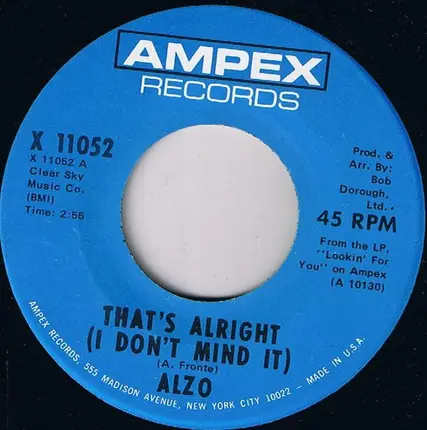 AMPEX
RECORDS
X 11052
X 11052 A
Clear Sky
Music Co.
(BMI)
Time: 2:55
Prod. &
Arr. By:
Bob
Dorough,
Ltd.
45 RPM
From the LP,
"Lookin' For
You" on Ampex
(A 10130)
THAT'S ALRIGHT
(I DON'T MIND IT)
(A. Fronte)
ALZO
AMPEX RECORDS, 555 MADISON AVENUE, NEW YORK CITY 10022 – MADE IN U.S.A.